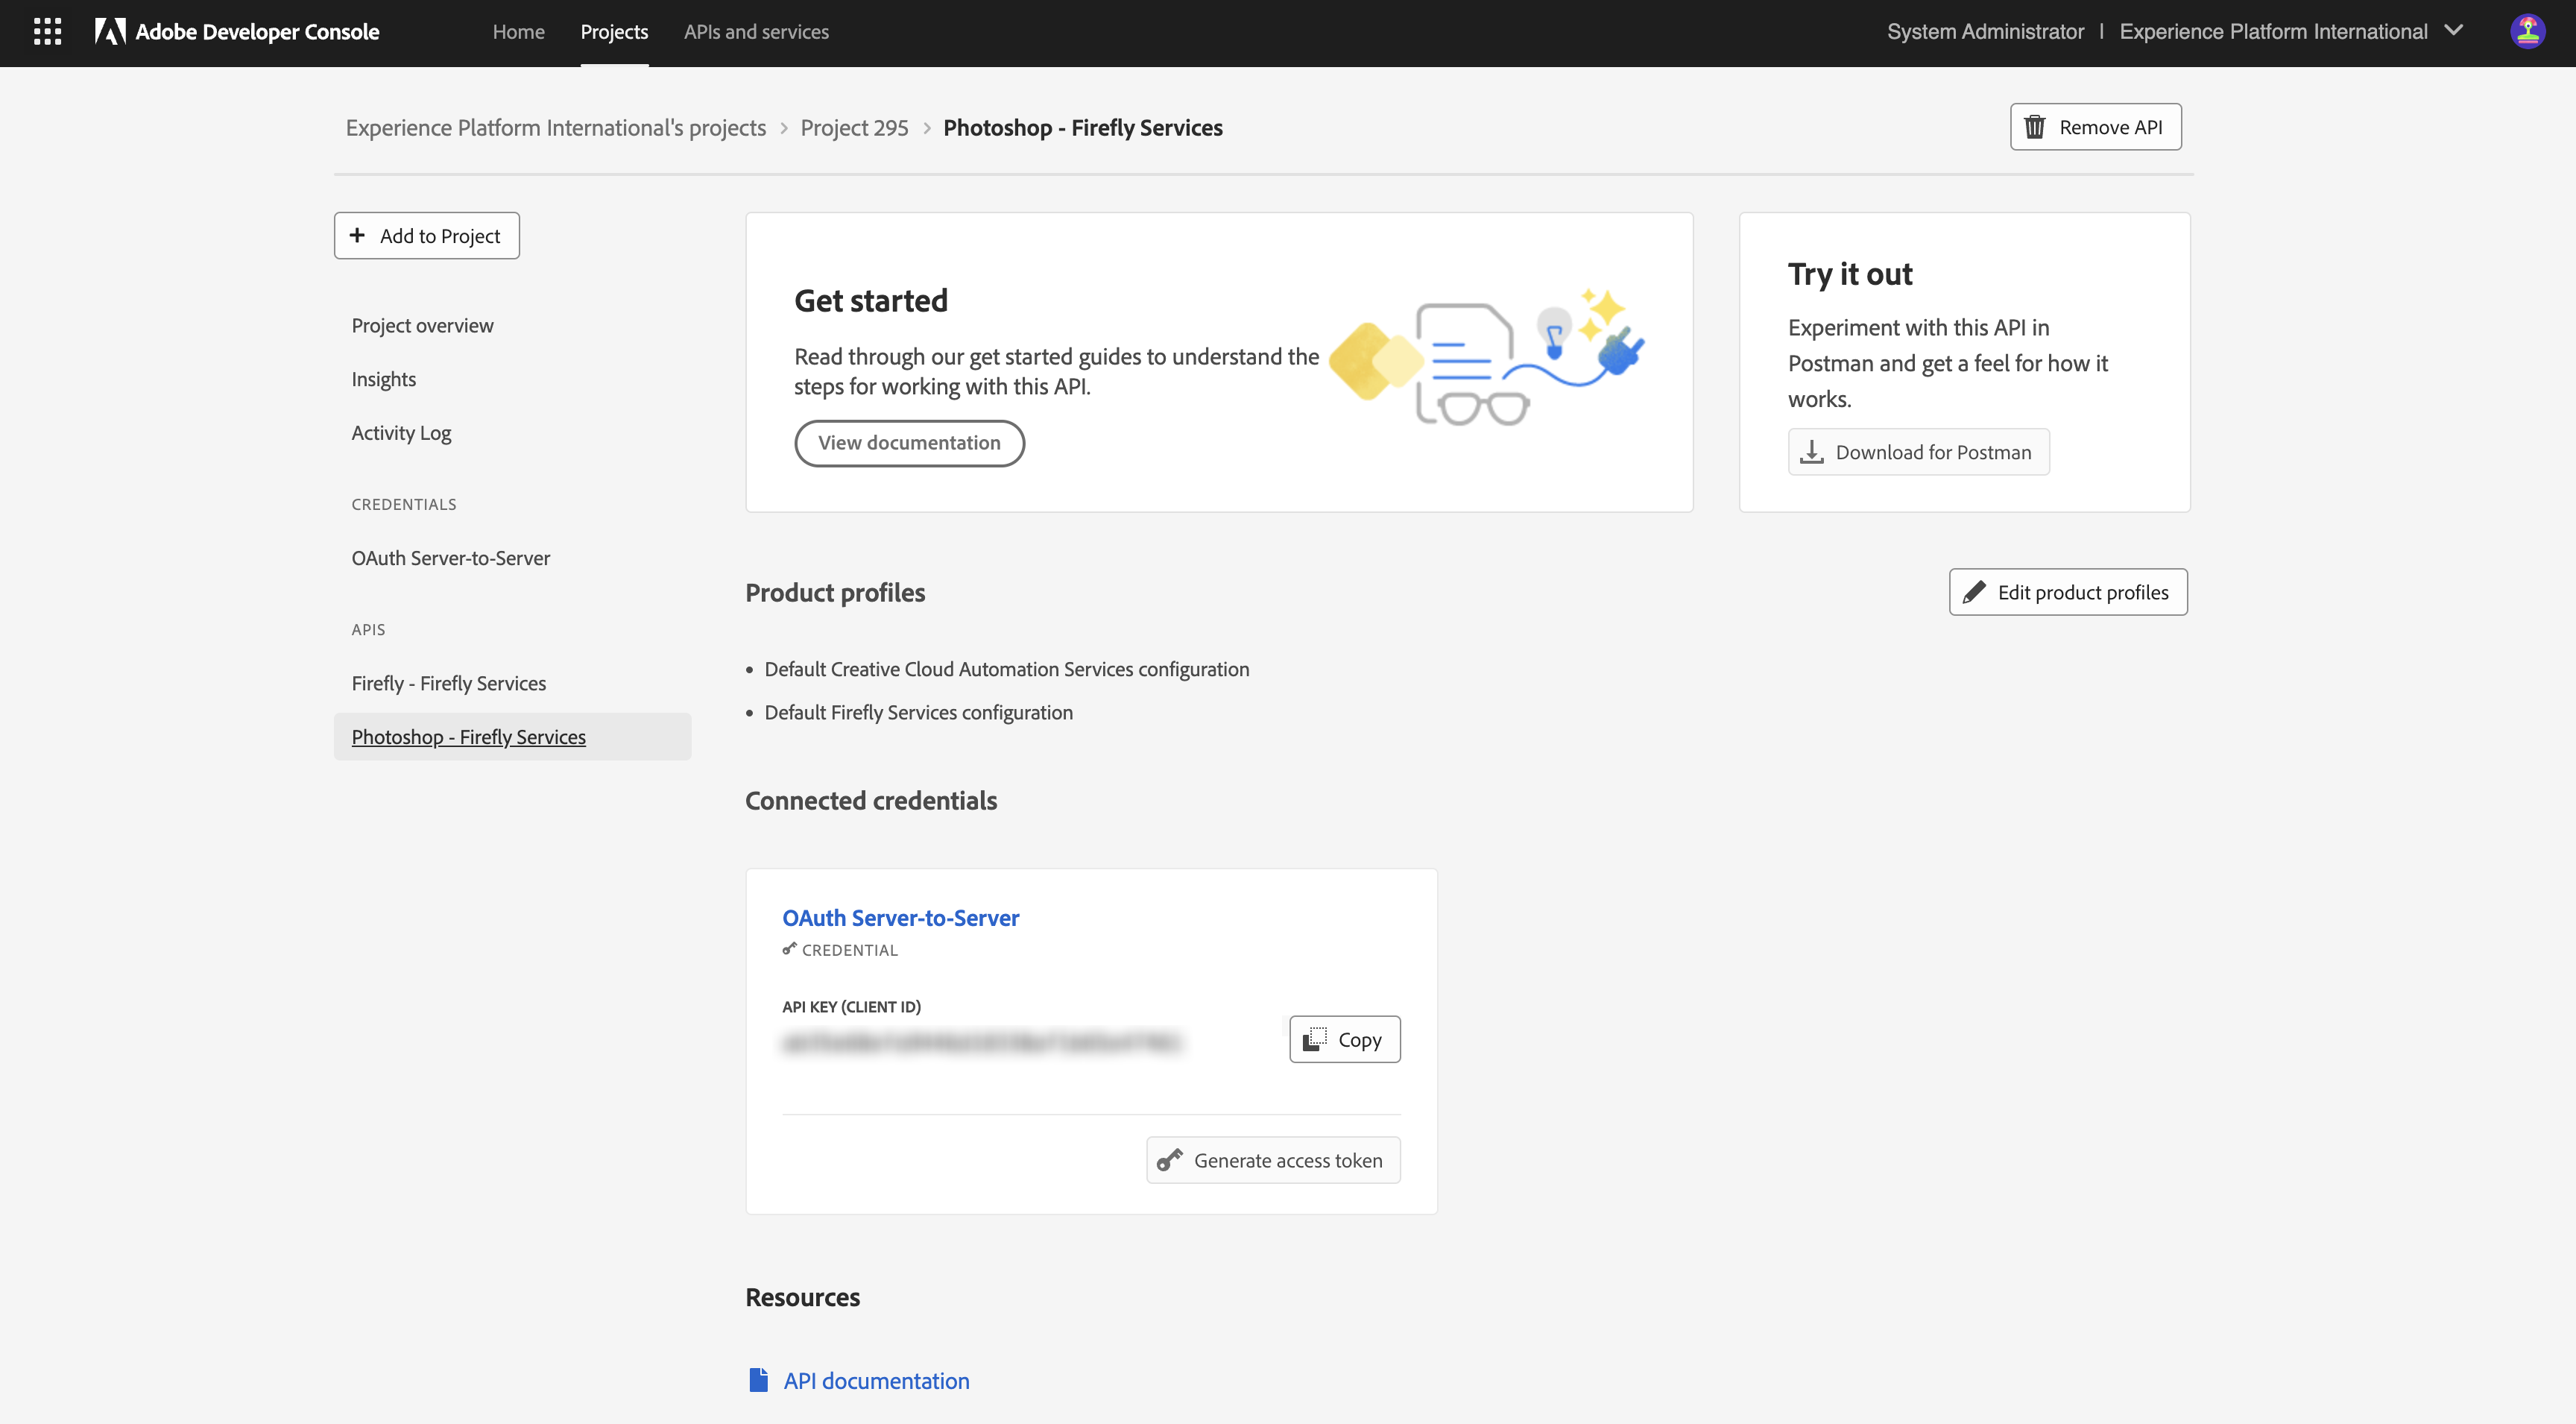 Adobe Developer Console
Home
Projects
APIs and services
System Administrator | Experience Platform International
Experience Platform International's projects > Project 295 > Photoshop - Firefly Services
Remove API
Add to Project
Project overview
Insights
Activity Log
CREDENTIALS
OAuth Server-to-Server
APIS
Firefly - Firefly Services
Photoshop - Firefly Services
Get started
Read through our get started guides to understand the
steps for working with this API.
View documentation
Try it out
Experiment with this API in
Postman and get a feel for how it
works.
Download for Postman
Product profiles
Edit product profiles
• Default Creative Cloud Automation Services configuration
• Default Firefly Services configuration
Connected credentials
OAuth Server-to-Server
CREDENTIAL
API KEY (CLIENT ID)
Copy
Generate access token
Resources
API documentation